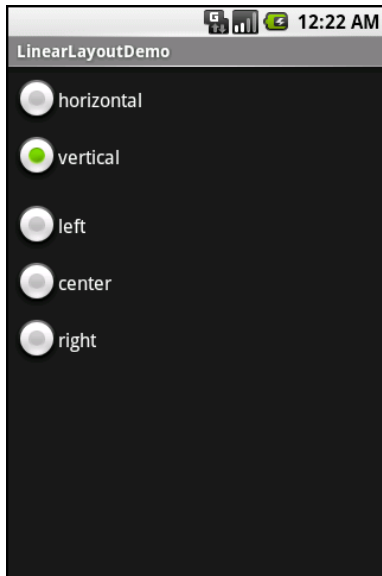 G 12:22 AM
LinearLayoutDemo
horizontal
vertical
left
center
right